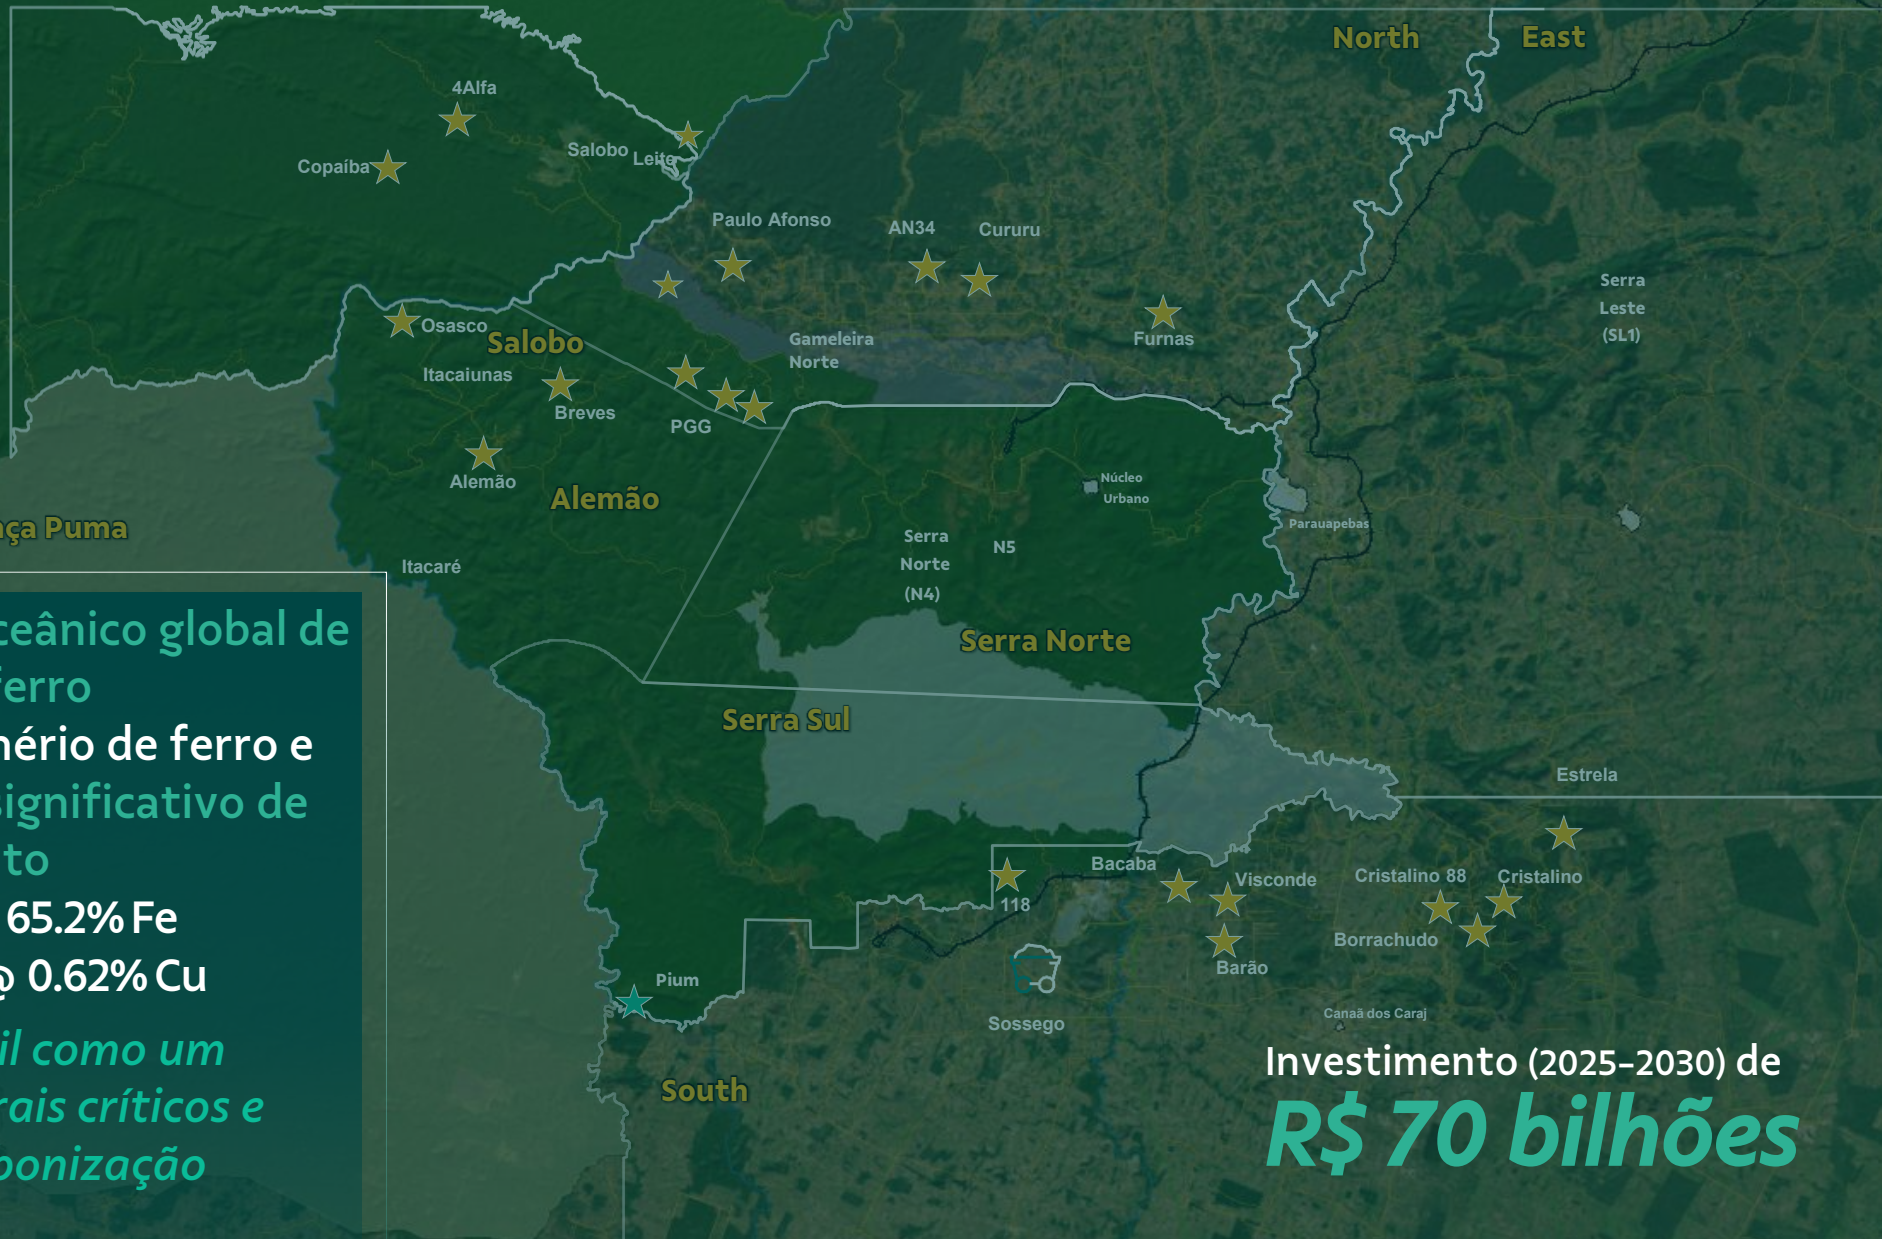 North
East
4Alfa
Salobo
Leite
Copaíba
Paulo Afonso
AN34
Cururu
Serra
Leste
(SL1)
Osasco
Salobo
Gameleira
Norte
Furnas
Itacaiunas
Breves
PGG
Alemão
Alemão
Núcleo
Urbano
Parauapebas
aça Puma
Serra
Norte
(N4)
N5
Itacaré
Serra Norte
Serra Sul
ceânico global de
ferro
nério de ferro e
significativo de
to
65.2% Fe
@ 0.62% Cu
il como um
rais críticos e
bonização
Estrela
Bacaba
Visconde
Cristalino 88
Cristalino
118
Borrachudo
Barão
Pium
Sossego
Canaã dos Caraj
South
Investimento (2025–2030) de
R$ 70 bilhões